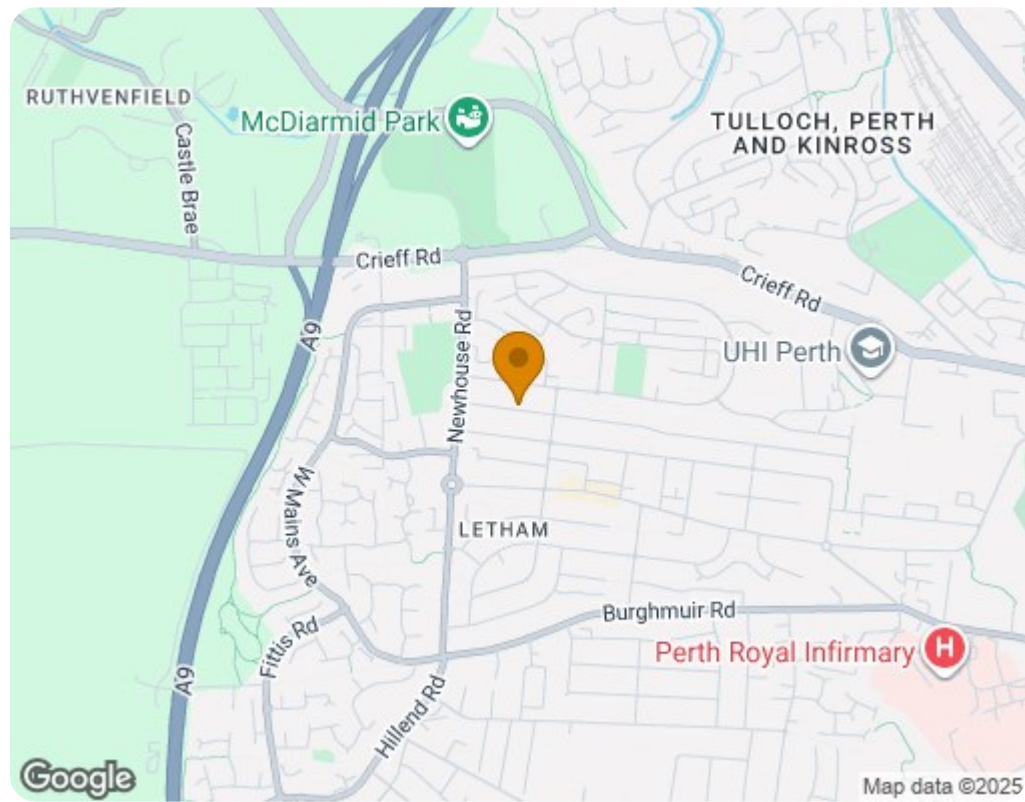 RUTHVENFIELD
McDiarmid Park
TULLOCH, PERTH
AND KINROSS
Castle Brae
Crieff Rd
Crieff Rd
A9
Newhouse Rd
UHI Perth
W Mains Ave
LETHAM
Burghmuir Rd
Fittis Rd
Perth Royal Infirmary
H
A9
Hillend Rd
Google
Map data ©2025